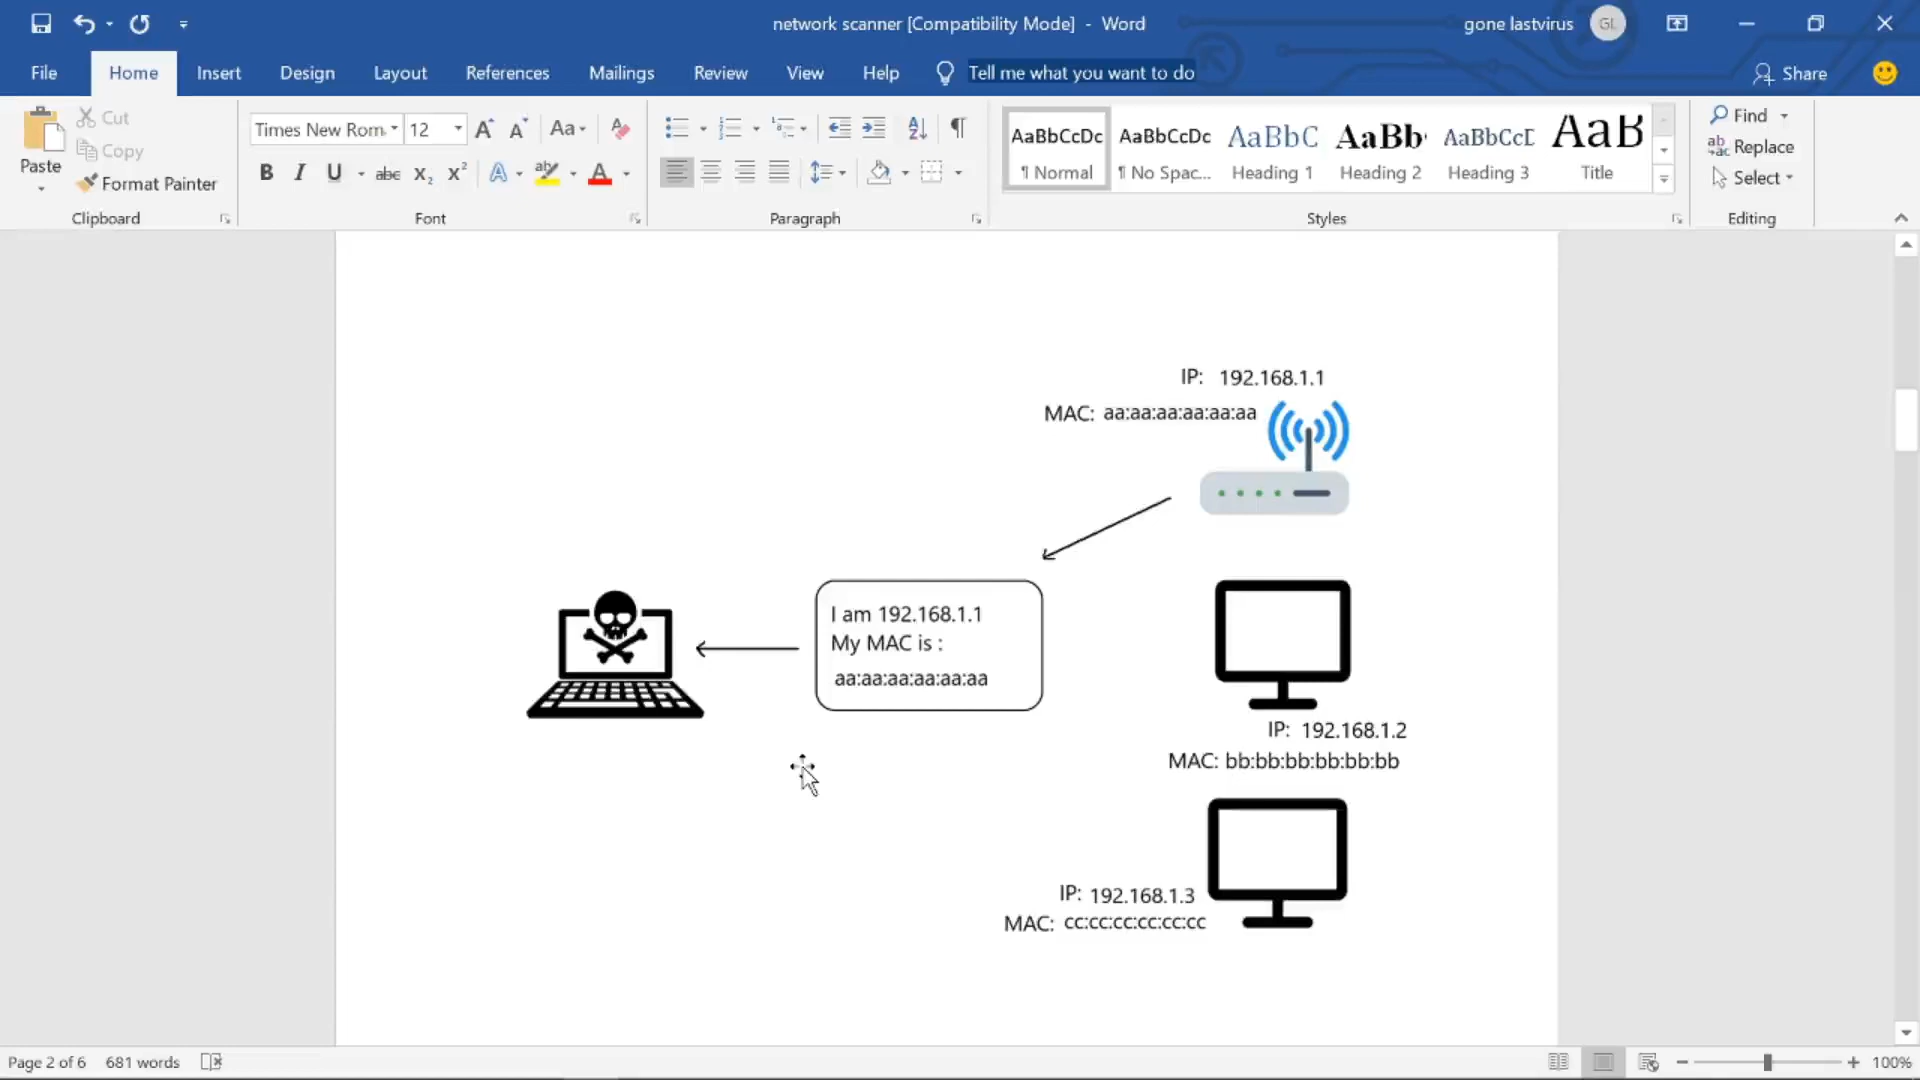 network scanner [Compatibility Mode] - Word
gone lastvirus
GL
File
Home
Insert
Design
Layout
References
Mailings
Review
View
Help
Tell me what you want to do
Share
Paste
Cut
Copy
Format Painter
Clipboard
Times New Rom
12
Aa
B I U abc X₂ X² A A
Font
Paragraph
AaBbCcDc
¶ Normal
AaBbCcDc
¶ No Spac...
AaBbC
Heading 1
AaBb
Heading 2
AaBbCcD
Heading 3
AaB
Title
Styles
Find
Replace
Select
Editing
IP: 192.168.1.1
MAC: aa:aa:aa:aa:aa:aa
I am 192.168.1.1
My MAC is :
aa:aa:aa:aa:aa:aa
IP: 192.168.1.2
MAC: bb:bb:bb:bb:bb:bb
IP: 192.168.1.3
MAC: cc:cc:cc:cc:cc:cc
Page 2 of 6
681 words
100%